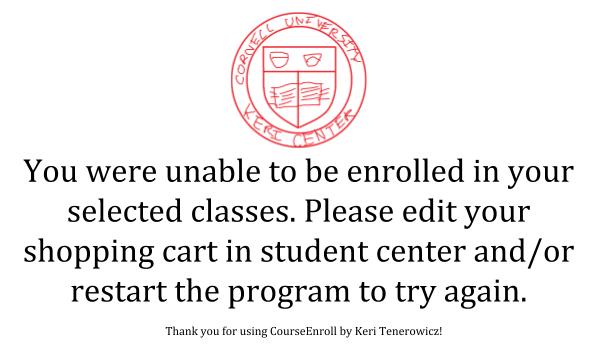 CORNELL UNIVERSITY
KERI CENTER
You were unable to be enrolled in your
selected classes. Please edit your
shopping cart in student center and/or
restart the program to try again.
Thank you for using CourseEnroll by Keri Tenerowicz!